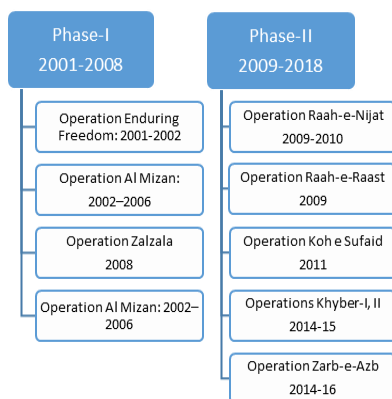 Phase-I
2001-2008
Operation Enduring
Freedom: 2001-2002
Operation Al Mizan:
2002–2006
Operation Zalzala
2008
Operation Al Mizan: 2002–
2006
Phase-II
2009-2018
Operation Raah-e-Nijat
2009-2010
Operation Raah-e-Raast
2009
Operation Koh e Sufaid
2011
Operations Khyber-I, II
2014-15
Operation Zarb-e-Azb
2014-16